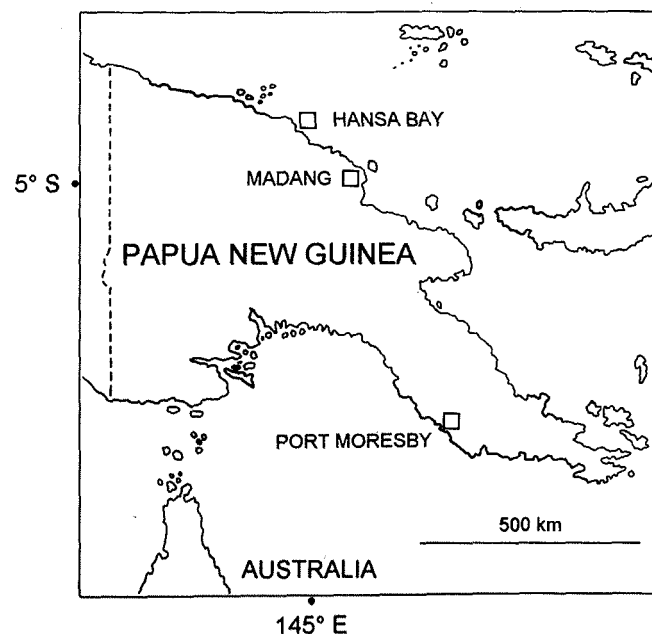 HANSA BAY
MADANG
5° S
PAPUA NEW GUINEA
PORT MORESBY
500 km
AUSTRALIA
145° E